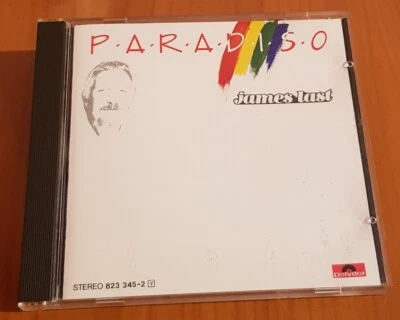 P·A·R·A·D·I·S·O
james last
STEREO 823 345-2 Y
Polydor